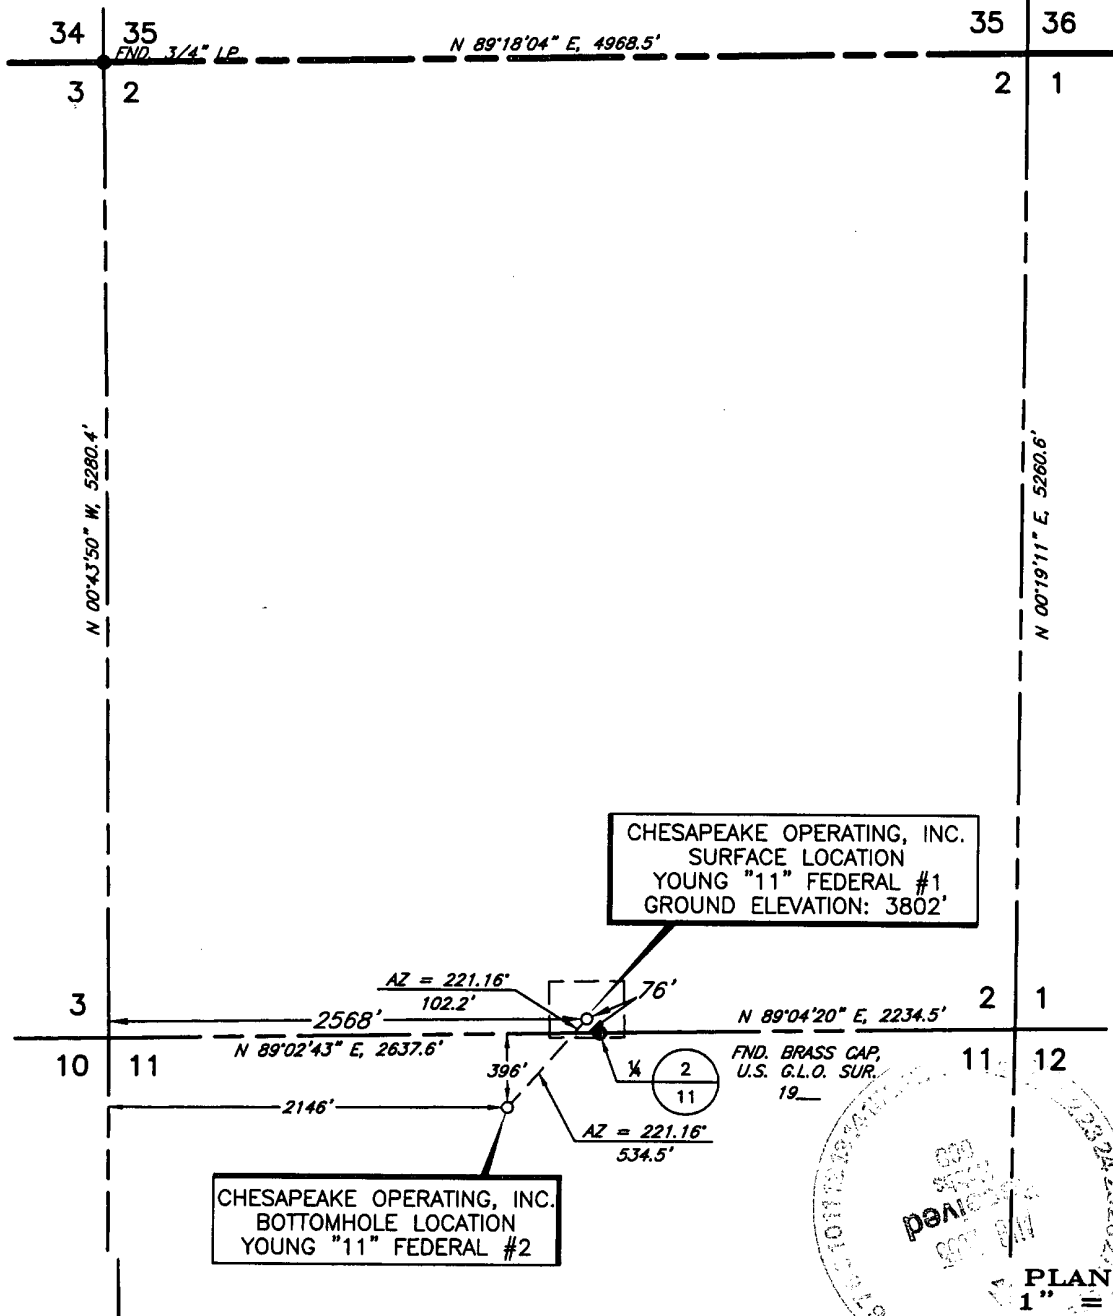 34 35
35 36
N 89°18'04" E, 4968.5'
FND. 3/4" I.P.
3 2
2 1
N 00°43'50" W, 5280.4'
N 00°19'11" E, 5260.6'
CHESAPEAKE OPERATING, INC.
SURFACE LOCATION
YOUNG "11" FEDERAL #1
GROUND ELEVATION: 3802'
AZ = 221.16°
102.2'
76'
3
2 1
2568'
N 89°04'20" E, 2234.5'
N 89°02'43" E, 2637.6'
10 11
396'
¼ 2
11
FND. BRASS CAP,
U.S. G.L.O. SUR.
19__
11 12
2146'
AZ = 221.16°
534.5'
CHESAPEAKE OPERATING, INC.
BOTTOMHOLE LOCATION
YOUNG "11" FEDERAL #2
PLAN
1" =